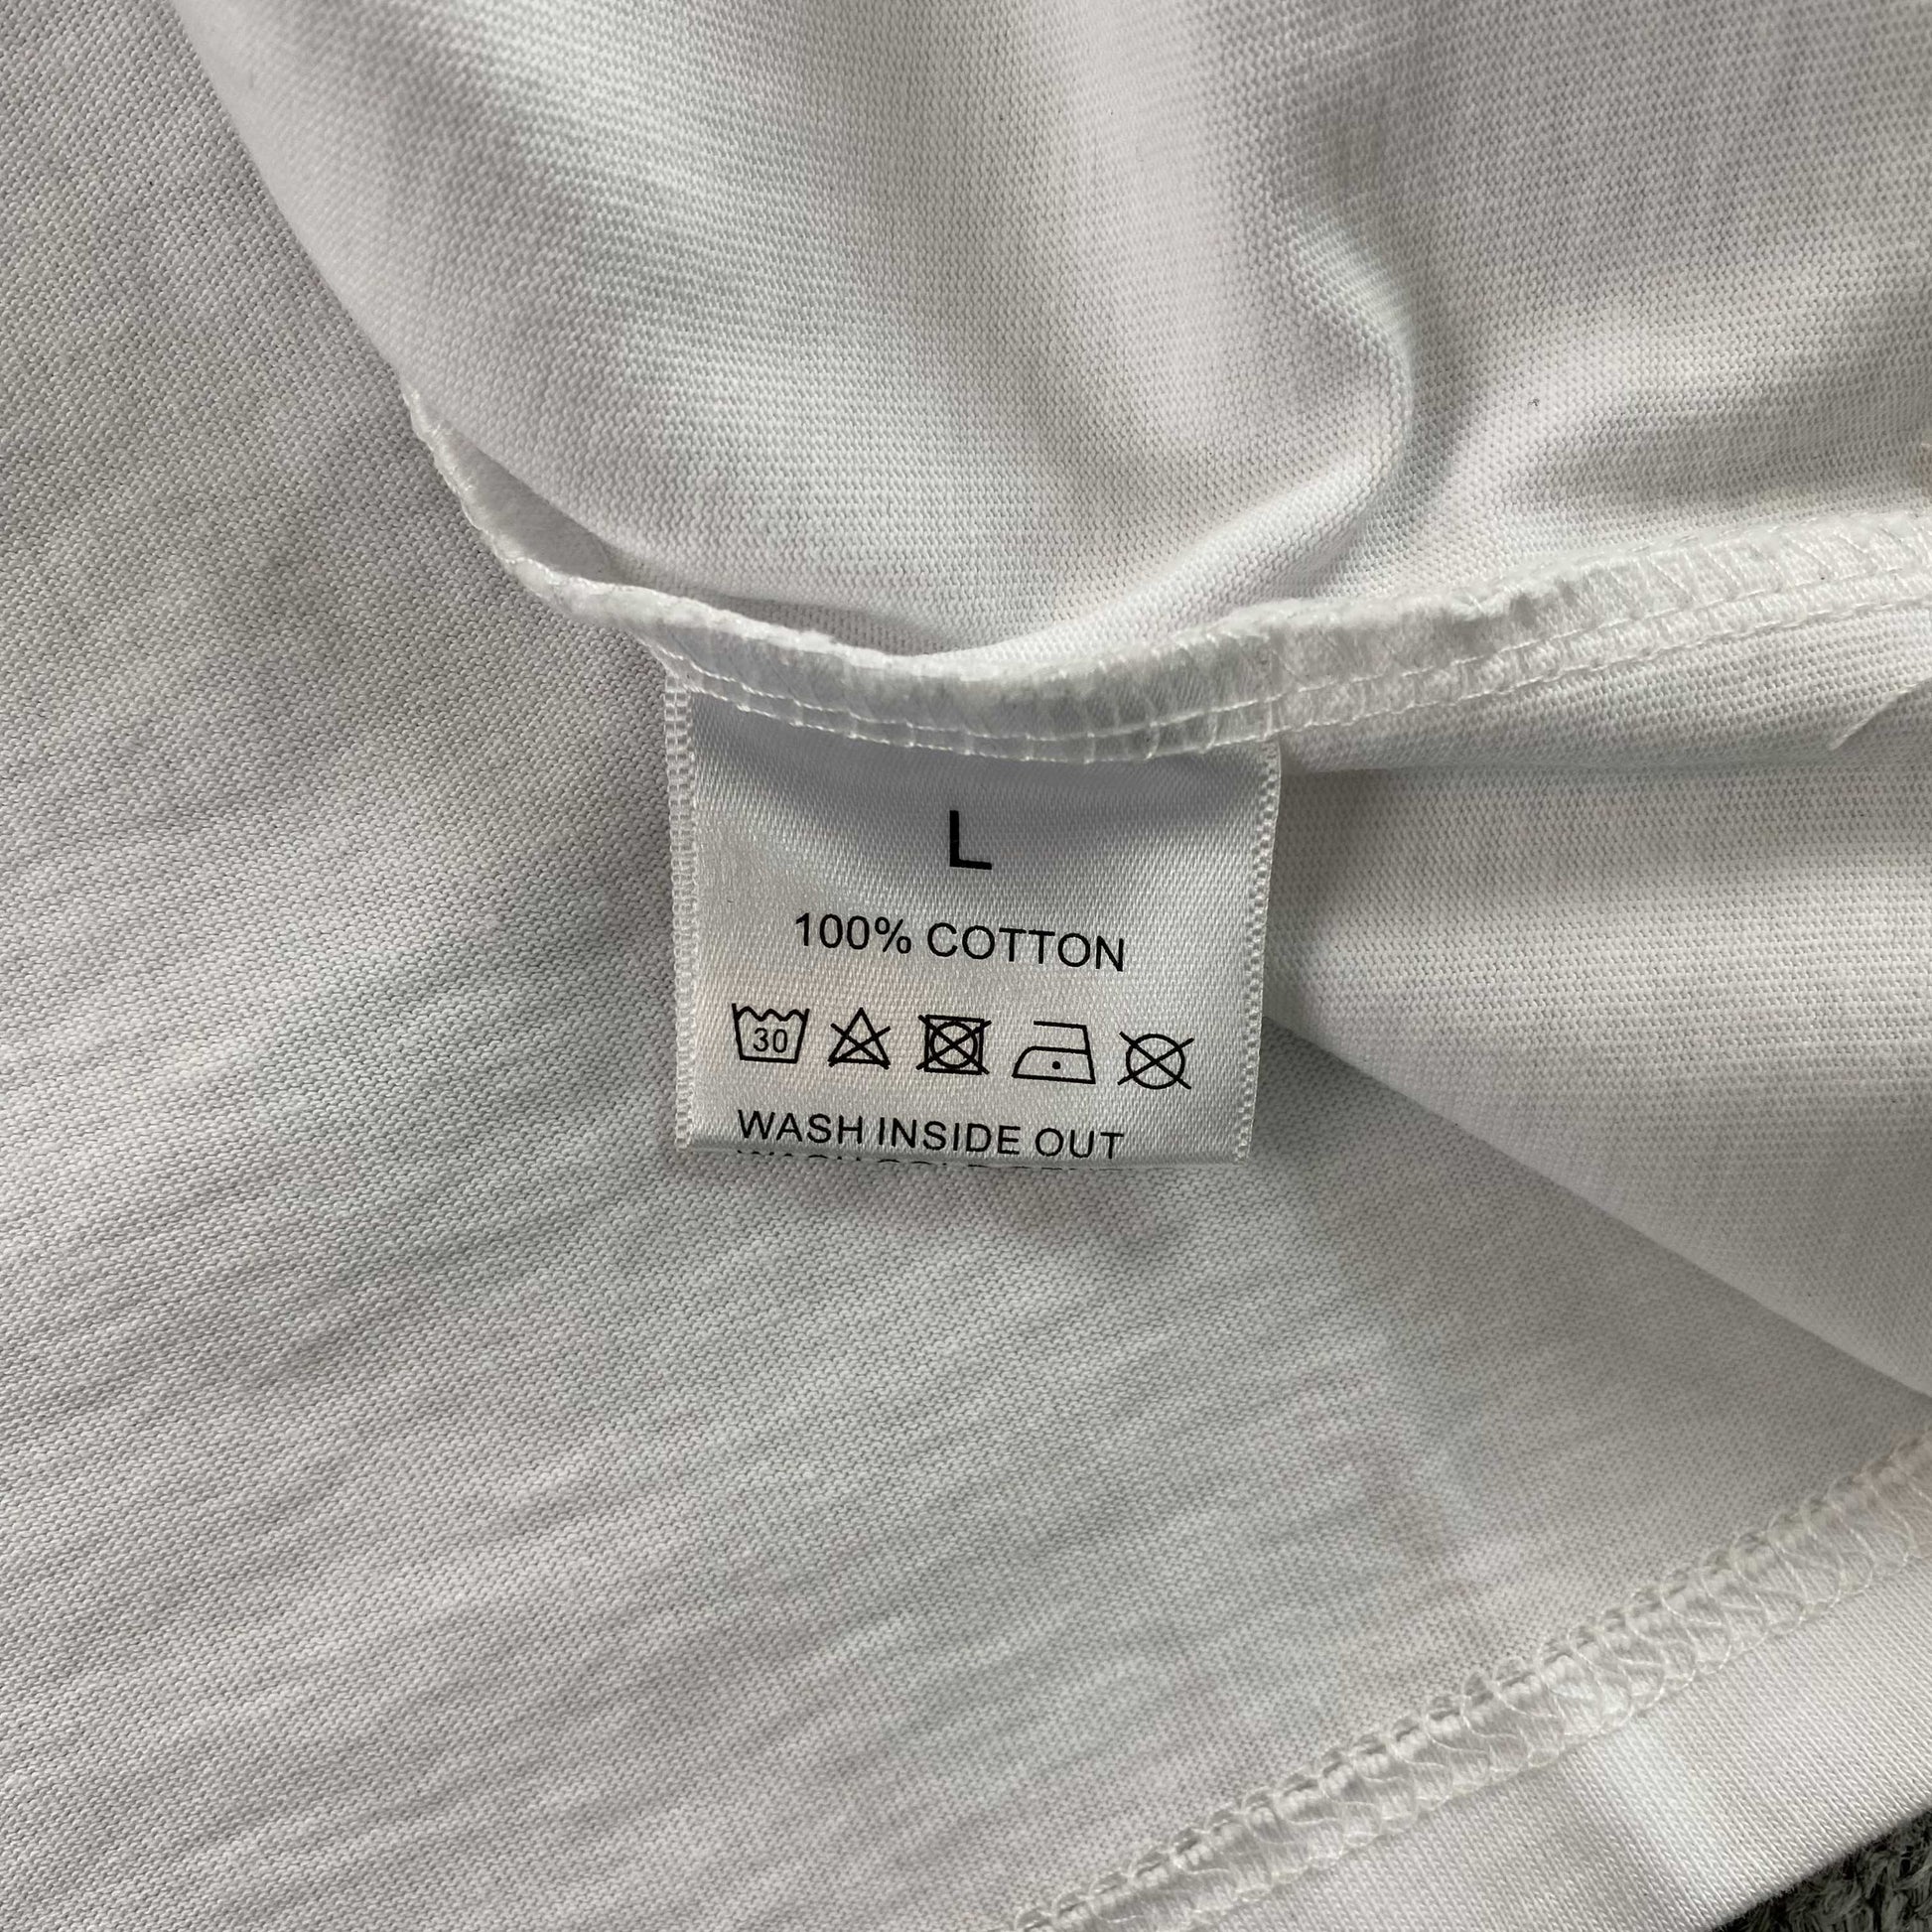 L
100% COTTON
30
WASH INSIDE OUT